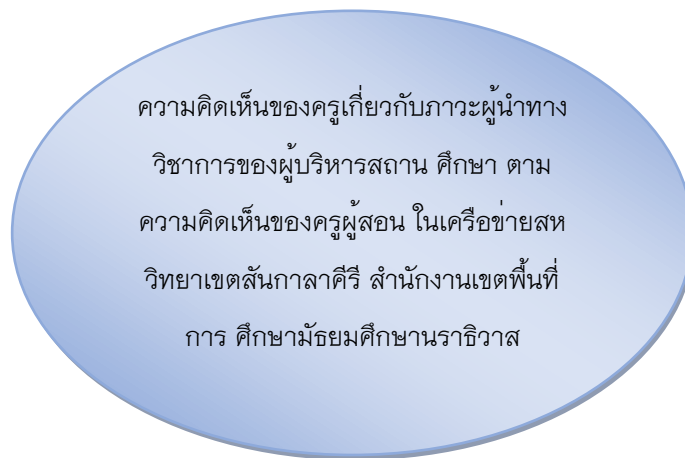 ความคิดเห็นของครูเกี่ยวกับภาวะผู้นำทาง
วิชาการของผู้บริหารสถาน ศึกษา ตาม
ความคิดเห็นของครูผู้สอน ในเครือข่ายสห
วิทยาเขตสันกาลาคีรี สำนักงานเขตพื้นที่
การ ศึกษามัธยมศึกษานราธิวาส